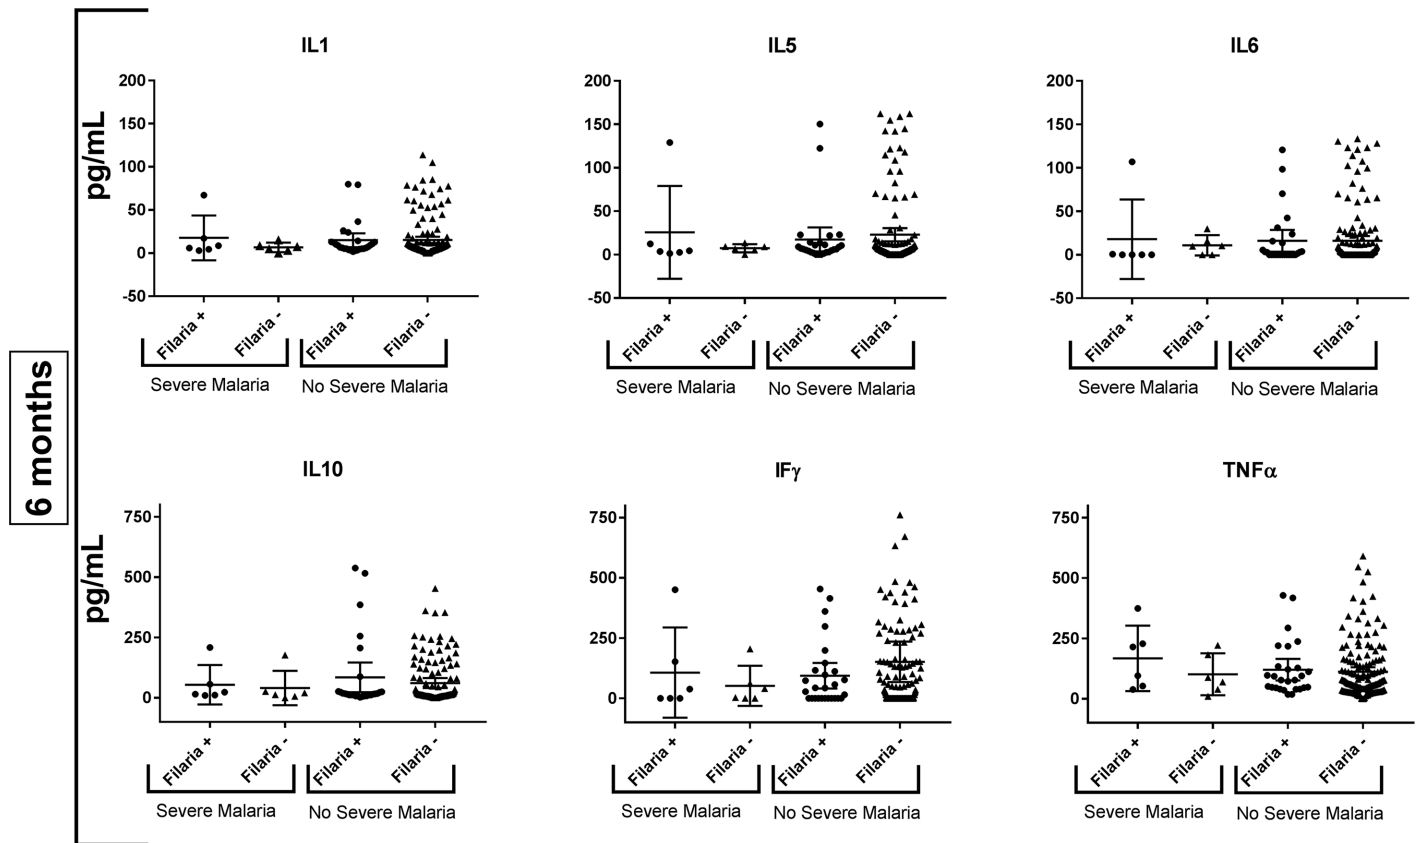 6 months
IL1
pg/mL
200
150
100
50
0
-50
Filaria +
Filaria -
Filaria +
Filaria -
Severe Malaria
No Severe Malaria
IL5
200
150
100
50
0
-50
Filaria +
Filaria -
Filaria +
Filaria -
Severe Malaria
No Severe Malaria
IL6
200
150
100
50
0
-50
Filaria +
Filaria -
Filaria +
Filaria -
Severe Malaria
No Severe Malaria
IL10
pg/mL
750
500
250
0
Filaria +
Filaria -
Filaria +
Filaria -
Severe Malaria
No Severe Malaria
IFγ
750
500
250
0
Filaria +
Filaria -
Filaria +
Filaria -
Severe Malaria
No Severe Malaria
TNFα
750
500
250
0
Filaria +
Filaria -
Filaria +
Filaria -
Severe Malaria
No Severe Malaria